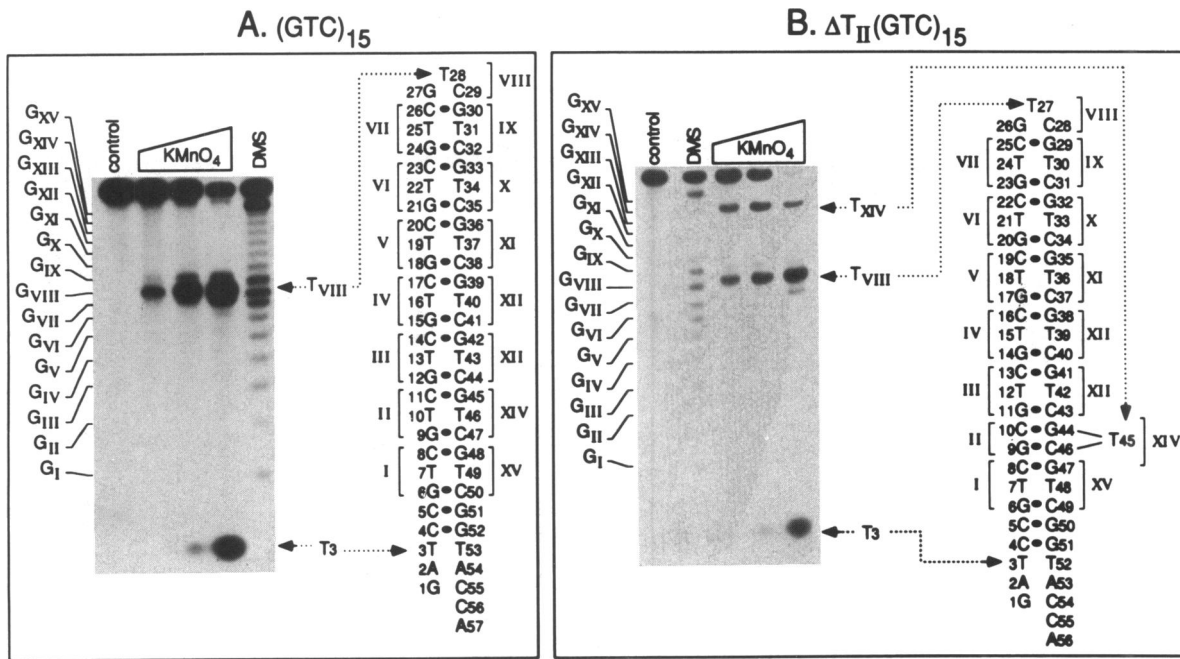 A. (GTC)15
B. ΔTII(GTC)15
GXV
GXIV
GXIII
GXII
GXI
GX
GIX
GVIII
GVII
GVI
GV
GIV
GIII
GII
GI
control
KMnO4
DMS
TVIII
T3
T28 VIII
27G C29
26C G30
VII 25T T31 IX
24G C32
23C G33
VI 22T T34 X
21G C35
20C G36
V 19T T37 XI
18G C38
17C G39
IV 16T T40 XII
15G C41
14C G42
III 13T T43 XII
12G C44
11C G45
II 10T T46 XIV
9G C47
8C G48
I 7T T49 XV
6G C50
5C G51
4C G52
3T T53
2A A54
1G C55
C56
A57
GXV
GXIV
GXIII
GXII
GXI
GX
GIX
GVIII
GVII
GVI
GV
GIV
GIII
GII
GI
control
DMS
KMnO4
TXIV
TVIII
T3
T27 VIII
26G C28
25C G29
VII 24T T30 IX
23G C31
22C G32
VI 21T T33 X
20G C34
19C G35
V 18T T36 XI
17G C37
16C G38
IV 15T T39 XII
14G C40
13C G41
III 12T T42 XII
11G C43
II 10C G44 T45 XIV
9G C46
8C G47
I 7T T48 XV
6G C49
5C G50
4C G51
3T T52
2A A53
1G C54
C55
A56